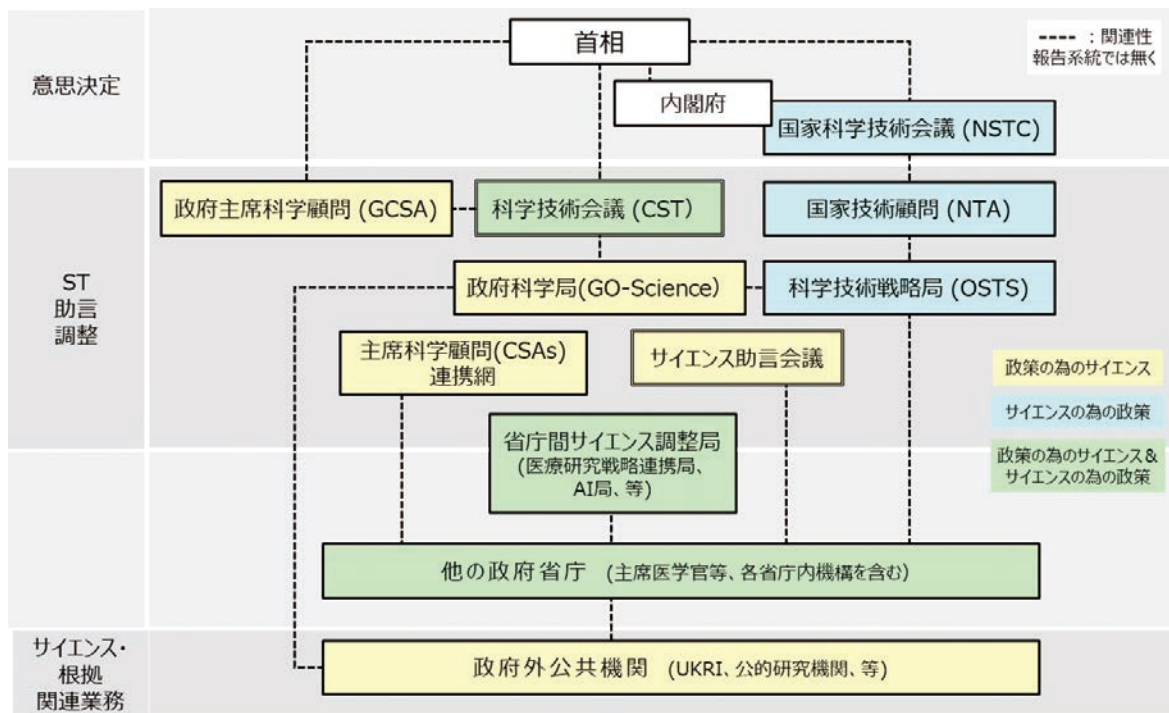 首相
---- ：関連性
報告系統では無く
意思決定
内閣府
国家科学技術会議 (NSTC)
政府主席科学顧問 (GCSA)
科学技術会議 (CST)
国家技術顧問 (NTA)
ST
助言
調整
政府科学局(GO-Science)
科学技術戦略局 (OSTS)
主席科学顧問(CSAs)
連携網
サイエンス助言会議
政策の為のサイエンス
サイエンスの為の政策
政策の為のサイエンス&
サイエンスの為の政策
省庁間サイエンス調整局
(医療研究戦略連携局、
AI局、等)
他の政府省庁 (主席医学官等、各省庁内機構を含む)
サイエンス・
根拠
関連業務
政府外公共機関 (UKRI、公的研究機関、等)